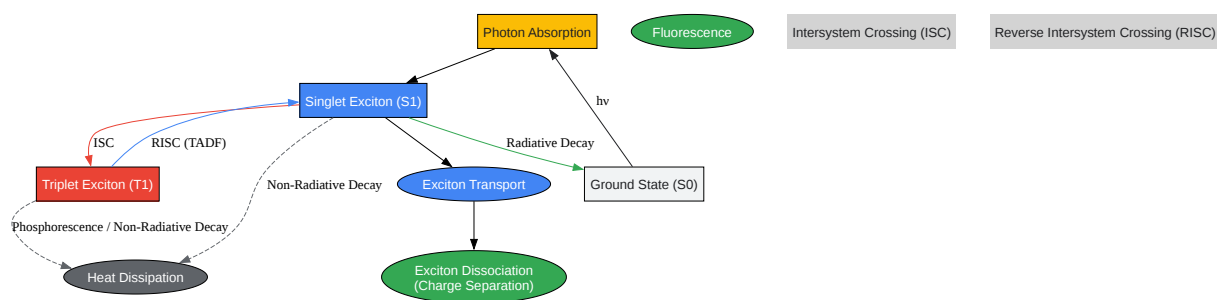 Photon Absorption
Fluorescence
Intersystem Crossing (ISC)
Reverse Intersystem Crossing (RISC)
Singlet Exciton (S1)
hν
ISC
RISC (TADF)
Radiative Decay
Triplet Exciton (T1)
Non-Radiative Decay
Exciton Transport
Ground State (S0)
Phosphorescence / Non-Radiative Decay
Heat Dissipation
Exciton Dissociation
(Charge Separation)